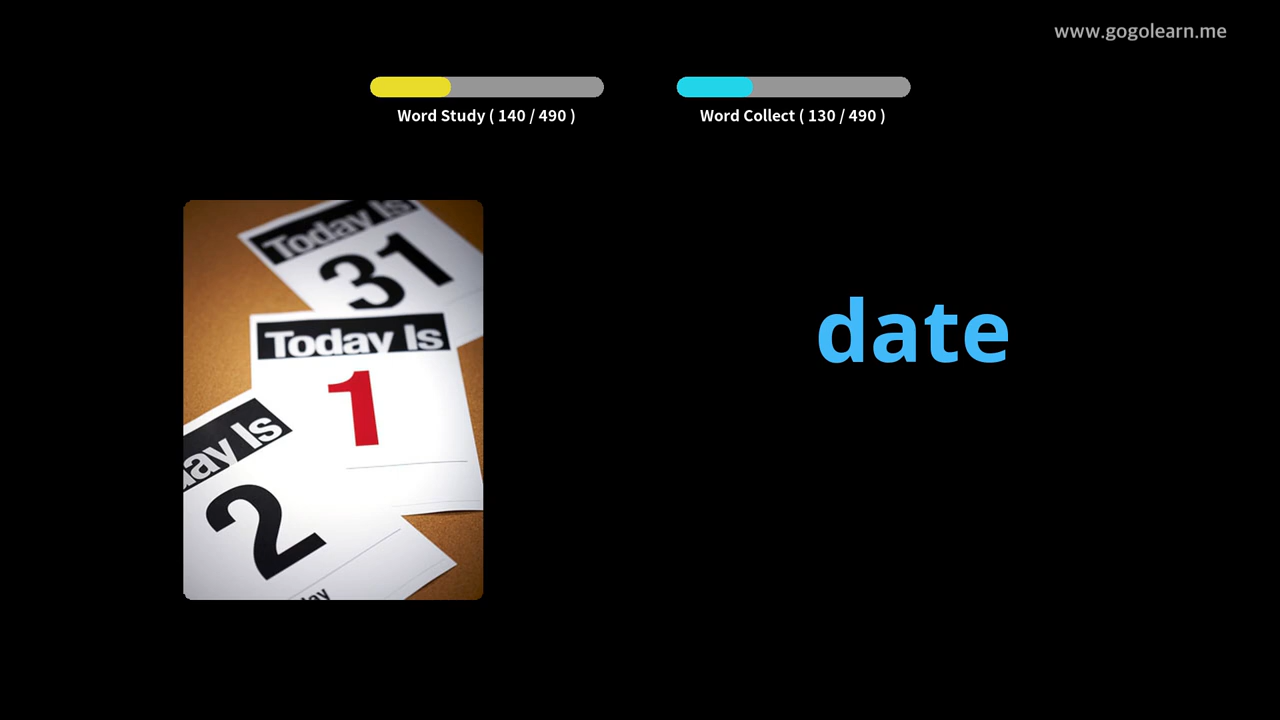 www.gogolearn.me
Word Study ( 140 / 490 )
Word Collect ( 130 / 490 )
Today Is
31
Today Is
1
day Is
2
date